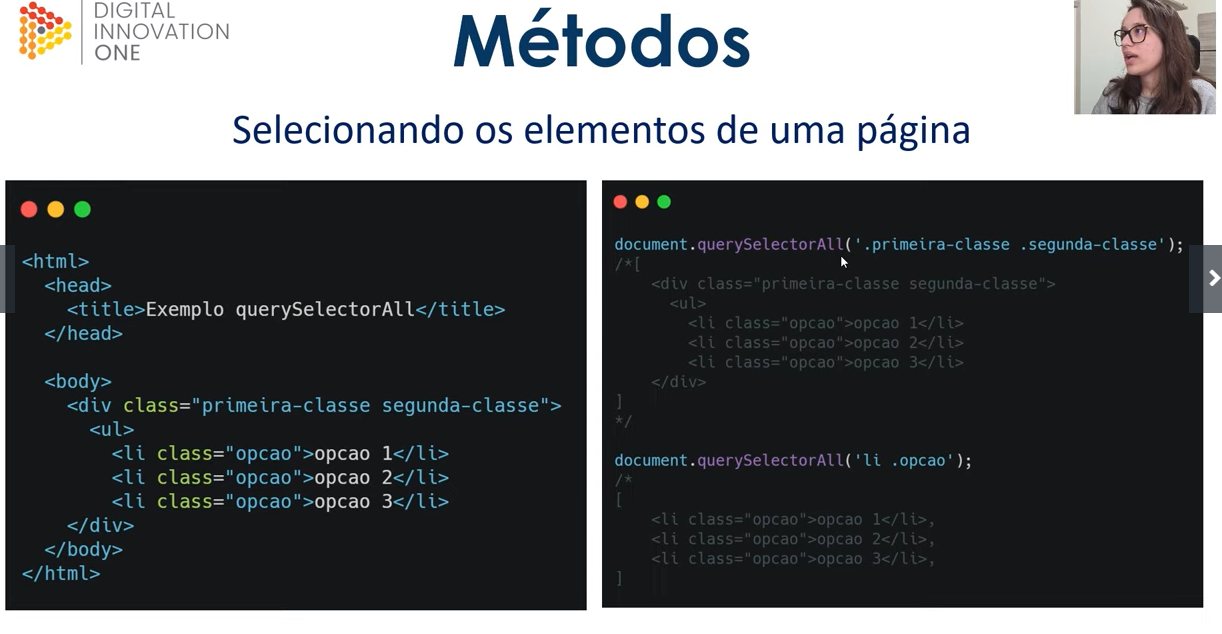 DIGITAL
INNOVATION
ONE
Métodos
Selecionando os elementos de uma página
<html>
<head>
<title>Exemplo querySelectorAll</title>
</head>
<body>
<div class="primeira-classe segunda-classe">
<ul>
<li class="opcao">opcao 1</li>
<li class="opcao">opcao 2</li>
<li class="opcao">opcao 3</li>
</div>
</body>
</html>
document.querySelectorAll('.primeira-classe .segunda-classe');
/*[
<div class="primeira-classe segunda-classe">
<ul>
<li class="opcao">opcao 1</li>
<li class="opcao">opcao 2</li>
<li class="opcao">opcao 3</li>
</div>
]
*/
document.querySelectorAll('li .opcao');
/*
[
<li class="opcao">opcao 1</li>,
<li class="opcao">opcao 2</li>,
<li class="opcao">opcao 3</li>,
]